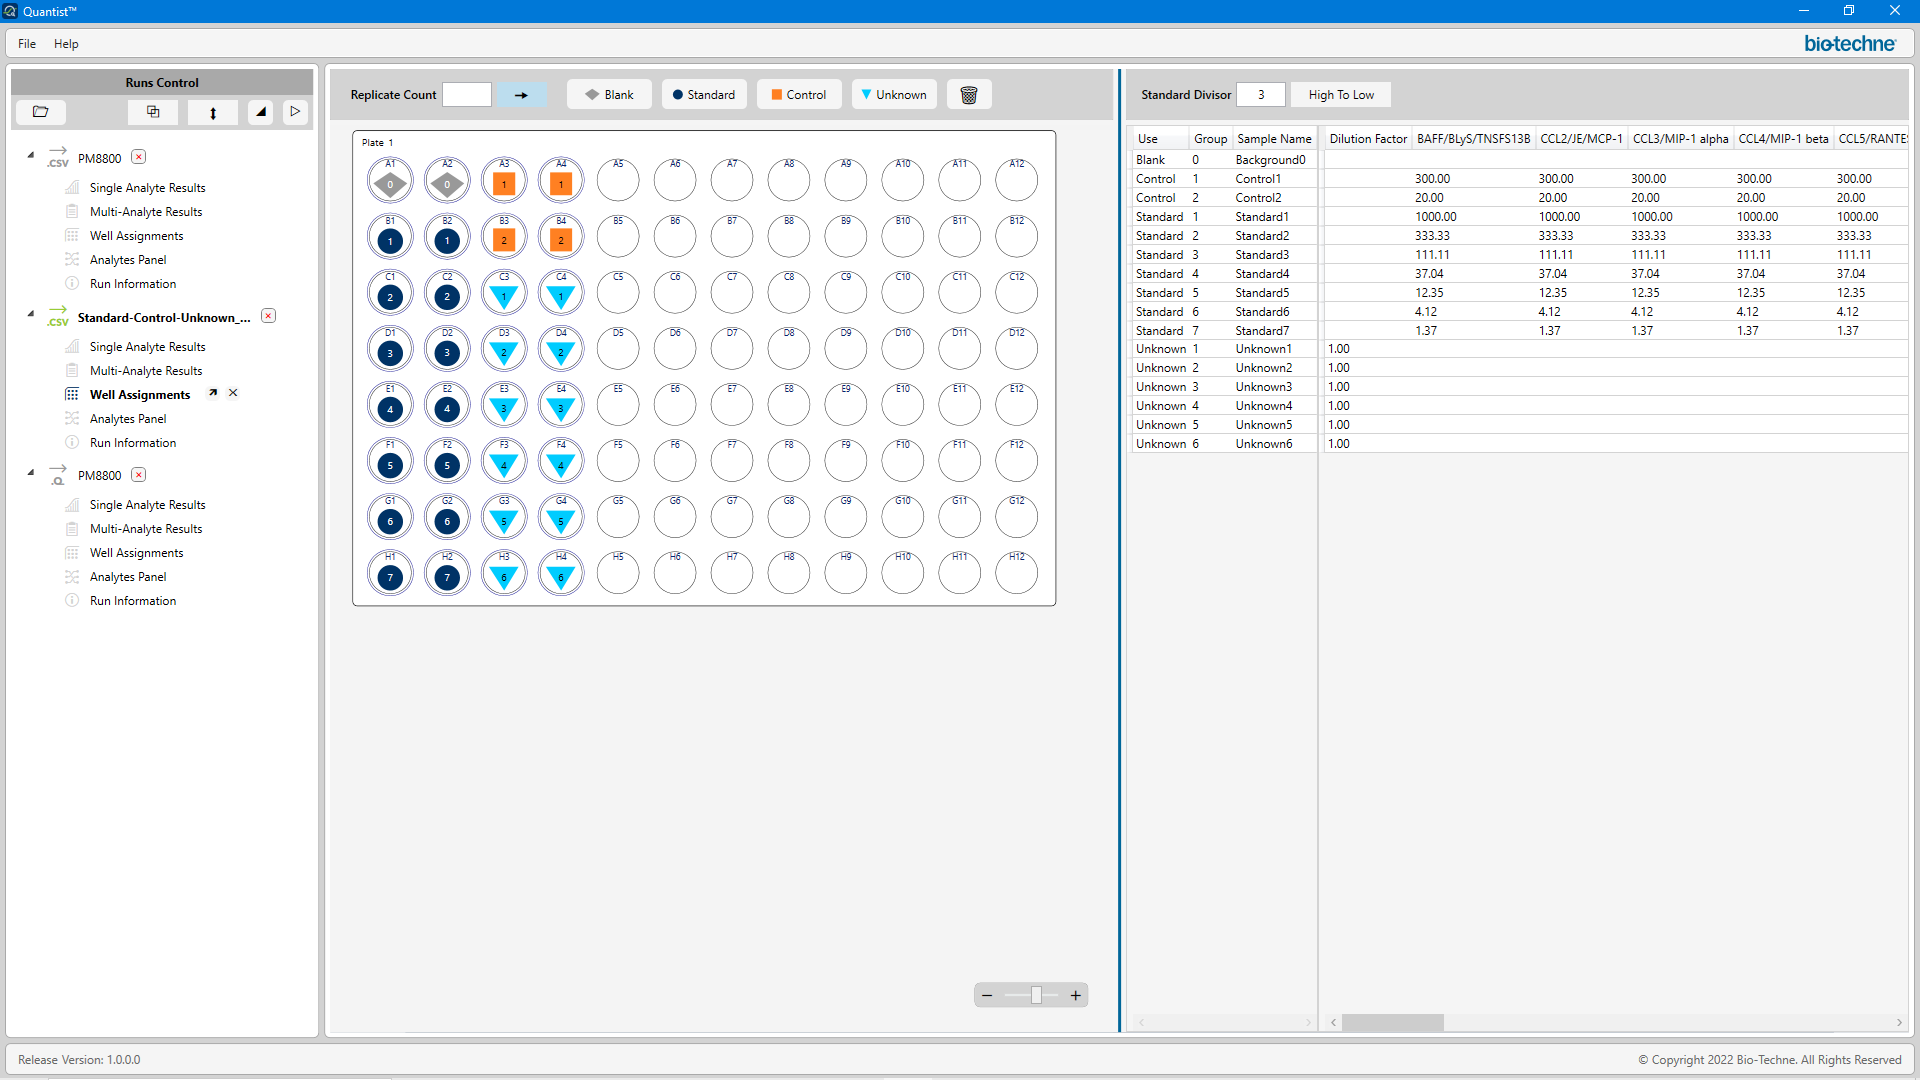 Quantist™
File Help
bio-techne
Runs Control
.csv PM8800
Single Analyte Results
Multi-Analyte Results
Well Assignments
Analytes Panel
Run Information
.csv Standard-Control-Unknown_...
Single Analyte Results
Multi-Analyte Results
Well Assignments
Analytes Panel
Run Information
.Q PM8800
Single Analyte Results
Multi-Analyte Results
Well Assignments
Analytes Panel
Run Information
Replicate Count Blank Standard Control Unknown
Plate 1
A1 A2 A3 A4 A5 A6 A7 A8 A9 A10 A11 A12
0 0 1 1
B1 B2 B3 B4 B5 B6 B7 B8 B9 B10 B11 B12
1 1 2 2
C1 C2 C3 C4 C5 C6 C7 C8 C9 C10 C11 C12
2 2 1 1
D1 D2 D3 D4 D5 D6 D7 D8 D9 D10 D11 D12
3 3 2 2
E1 E2 E3 E4 E5 E6 E7 E8 E9 E10 E11 E12
4 4 3 3
F1 F2 F3 F4 F5 F6 F7 F8 F9 F10 F11 F12
5 5 4 4
G1 G2 G3 G4 G5 G6 G7 G8 G9 G10 G11 G12
6 6 5 5
H1 H2 H3 H4 H5 H6 H7 H8 H9 H10 H11 H12
7 7 6 6
Standard Divisor 3 High To Low
Use Group Sample Name Dilution Factor BAFF/BLyS/TNSFS13B CCL2/JE/MCP-1 CCL3/MIP-1 alpha CCL4/MIP-1 beta CCL5/RANTES
Blank 0 Background0
Control 1 Control1 300.00 300.00 300.00 300.00 300.00
Control 2 Control2 20.00 20.00 20.00 20.00 20.00
Standard 1 Standard1 1000.00 1000.00 1000.00 1000.00 1000.00
Standard 2 Standard2 333.33 333.33 333.33 333.33 333.33
Standard 3 Standard3 111.11 111.11 111.11 111.11 111.11
Standard 4 Standard4 37.04 37.04 37.04 37.04 37.04
Standard 5 Standard5 12.35 12.35 12.35 12.35 12.35
Standard 6 Standard6 4.12 4.12 4.12 4.12 4.12
Standard 7 Standard7 1.37 1.37 1.37 1.37 1.37
Unknown 1 Unknown1 1.00
Unknown 2 Unknown2 1.00
Unknown 3 Unknown3 1.00
Unknown 4 Unknown4 1.00
Unknown 5 Unknown5 1.00
Unknown 6 Unknown6 1.00
Release Version: 1.0.0.0
© Copyright 2022 Bio-Techne. All Rights Reserved